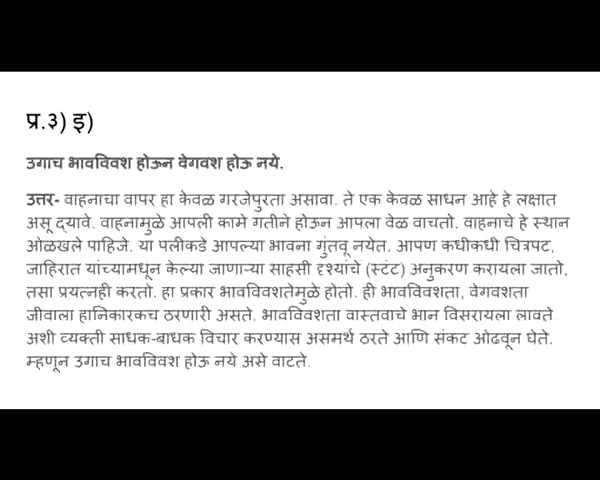 प्र.३) इ)
उगाच भावविवश होऊन वेगवश होऊ नये.
उत्तर- वाहनाचा वापर हा केवळ गरजेपुरता असावा. ते एक केवळ साधन आहे हे लक्षात
असू द्यावे. वाहनामुळे आपली कामे गतीने होऊन आपला वेळ वाचतो. वाहनाचे हे स्थान
ओळखले पाहिजे. या पलीकडे आपल्या भावना गुंतवू नयेत. आपण कधीकधी चित्रपट,
जाहिरात यांच्यामधून केल्या जाणाऱ्या साहसी दृश्यांचे (स्टंट) अनुकरण करायला जातो,
तसा प्रयत्नही करतो. हा प्रकार भावविवशतेमुळे होतो. ही भावविवशता, वेगवशता
जीवाला हानिकारकच ठरणारी असते. भावविवशता वास्तवाचे भान विसरायला लावते.
अशी व्यक्ती साधक-बाधक विचार करण्यास असमर्थ ठरते आणि संकट ओढवून घेते.
म्हणून उगाच भावविवश होऊ नये असे वाटते.